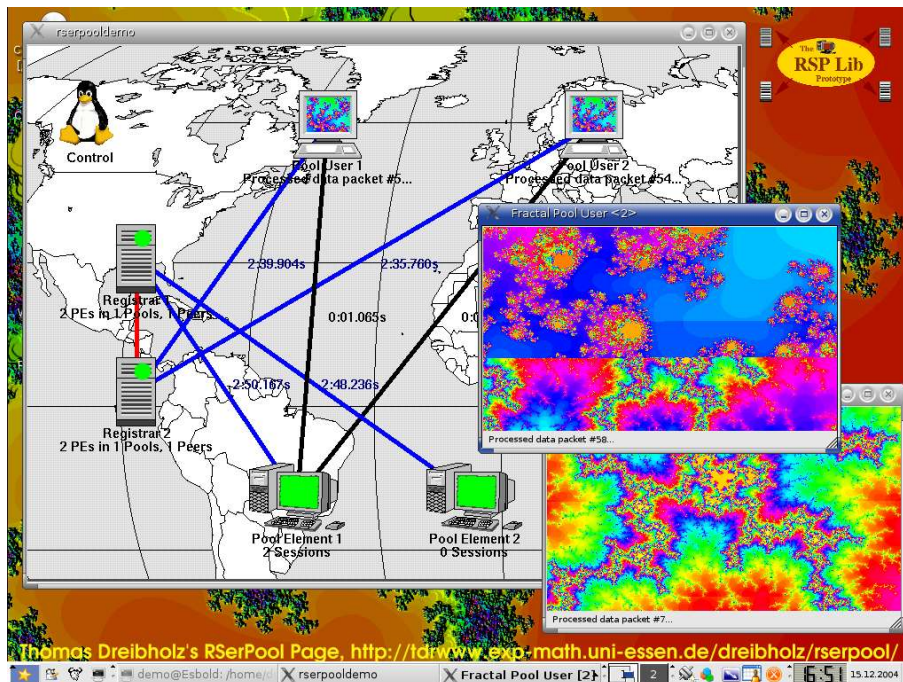 rserpooldemo
The
RSP Lib
Prototype
Control
Pool User 1
Processed data packet #5...
Pool User 2
Processed data packet #54...
Fractal Pool User <2>
2:39.904s
2:35.760s
Registrar 1
2 PEs in 1 Pools, 1 Peers
0:01.065s
2:50.167s
2:48.236s
Registrar 2
2 PEs in 1 Pools, 1 Peers
Processed data packet #58...
Pool Element 1
2 Sessions
Pool Element 2
0 Sessions
Processed data packet #7...
Thomas Dreibholz's RSerPool Page, http://tdrwww.exp-math.uni-essen.de/dreibholz/rserpool/
demo@Esbold: /home/d
rserpooldemo
Fractal Pool User [2]
2
16:51
15.12.2004